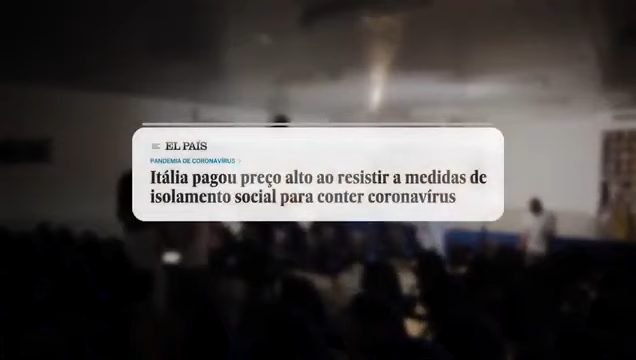 EL PAÍS
PANDEMIA DE CORONAVÍRUS
Itália pagou preço alto ao resistir a medidas de
isolamento social para conter coronavírus